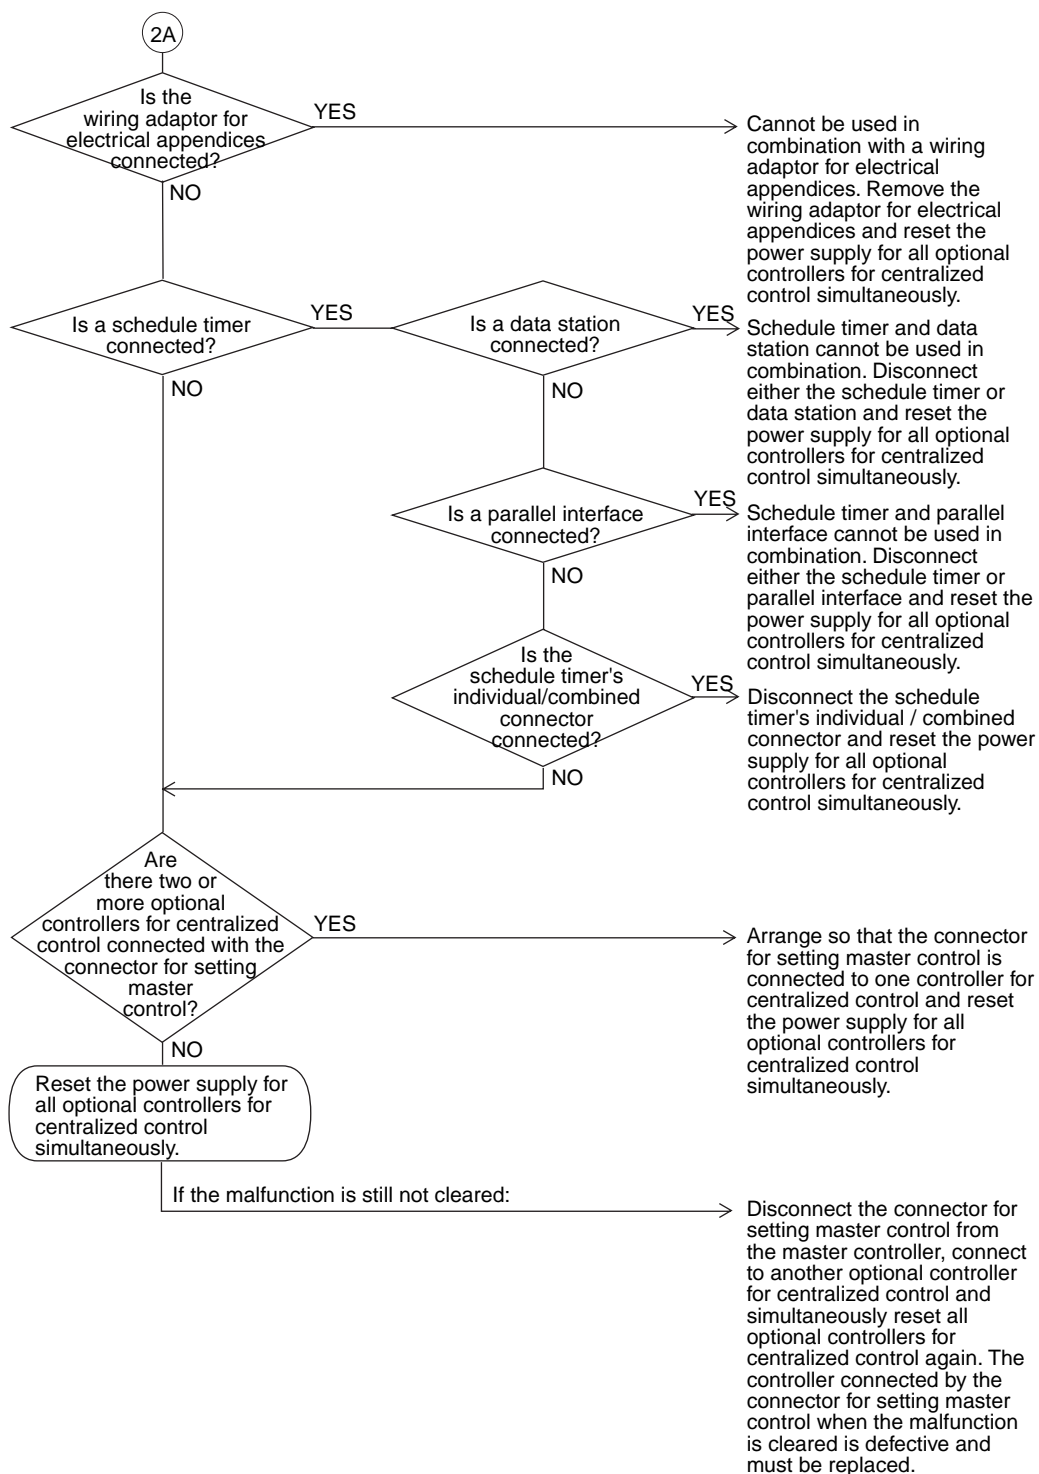 2A
Is the
wiring adaptor for
electrical appendices
connected?
YES
NO
Cannot be used in
combination with a wiring
adaptor for electrical
appendices. Remove the
wiring adaptor for electrical
appendices and reset the
power supply for all optional
controllers for centralized
control simultaneously.
Is a schedule timer
connected?
YES
NO
Is a data station
connected?
YES
NO
Schedule timer and data
station cannot be used in
combination. Disconnect
either the schedule timer or
data station and reset the
power supply for all optional
controllers for centralized
control simultaneously.
Is a parallel interface
connected?
YES
NO
Schedule timer and parallel
interface cannot be used in
combination. Disconnect
either the schedule timer or
parallel interface and reset the
power supply for all optional
controllers for centralized
control simultaneously.
Is the
schedule timer's
individual/combined
connector
connected?
YES
NO
Disconnect the schedule
timer's individual / combined
connector and reset the power
supply for all optional
controllers for centralized
control simultaneously.
Are
there two or
more optional
controllers for centralized
control connected with the
connector for setting
master
control?
YES
NO
Arrange so that the connector
for setting master control is
connected to one controller for
centralized control and reset
the power supply for all
optional controllers for
centralized control
simultaneously.
Reset the power supply for
all optional controllers for
centralized control
simultaneously.
If the malfunction is still not cleared:
Disconnect the connector for
setting master control from
the master controller, connect
to another optional controller
for centralized control and
simultaneously reset all
optional controllers for
centralized control again. The
controller connected by the
connector for setting master
control when the malfunction
is cleared is defective and
must be replaced.